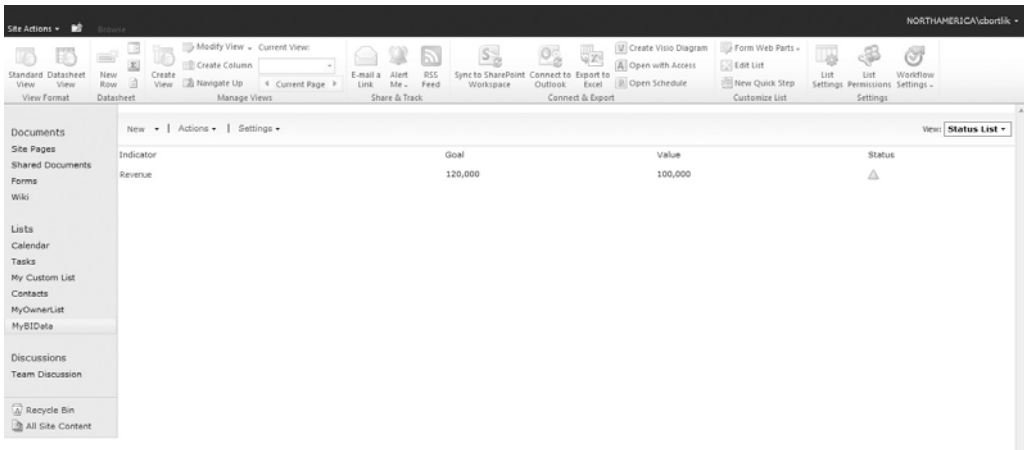 Site Actions
Browse
NORTHAMERICA\cbortlik
Standard View
Datasheet View
View Format
New Row
Datasheet
Create View
Modify View
Current View:
Create Column
Navigate Up
Current Page
Manage Views
E-mail a Link
Alert Me
RSS Feed
Share & Track
Sync to SharePoint Workspace
Connect to Outlook
Export to Excel
Create Visio Diagram
Open with Access
Open Schedule
Connect & Export
Form Web Parts
Edit List
New Quick Step
Customize List
List Settings
List Permissions
Workflow Settings
Settings
Documents
Site Pages
Shared Documents
Forms
Wiki
Lists
Calendar
Tasks
My Custom List
Contacts
MyOwnerList
MyBIData
Discussions
Team Discussion
Recycle Bin
All Site Content
New | Actions | Settings
View: Status List
Indicator Goal Value Status
Revenue 120,000 100,000